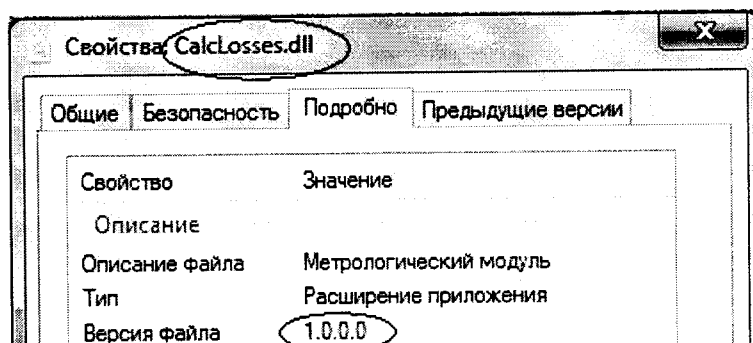 Свойства: CalcLosses.dll
Общие Безопасность Подробно Предыдущие версии
Свойство Значение
Описание
Описание файла Метрологический модуль
Тип Расширение приложения
Версия файла 1.0.0.0